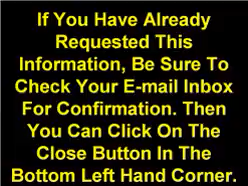 If You Have Already
Requested This
Information, Be Sure To
Check Your E-mail Inbox
For Confirmation. Then
You Can Click On The
Close Button In The
Bottom Left Hand Corner.